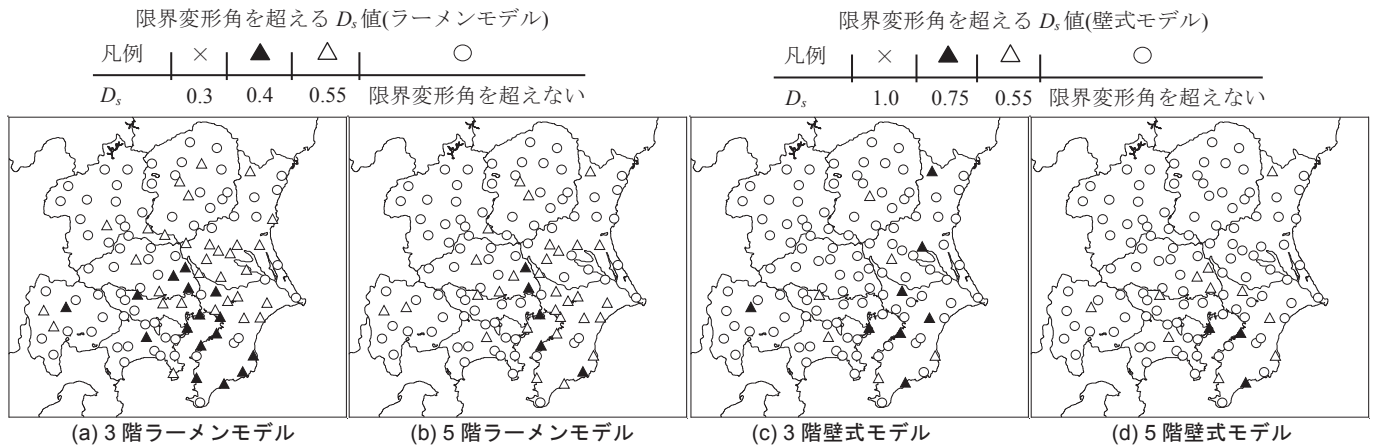 限界変形角を超える Ds 値(ラーメンモデル)
凡例 × ▲ △ ○
Ds 0.3 0.4 0.55 限界変形角を超えない
限界変形角を超える Ds 値(壁式モデル)
凡例 × ▲ △ ○
Ds 1.0 0.75 0.55 限界変形角を超えない
(a) 3 階ラーメンモデル
(b) 5 階ラーメンモデル
(c) 3 階壁式モデル
(d) 5 階壁式モデル